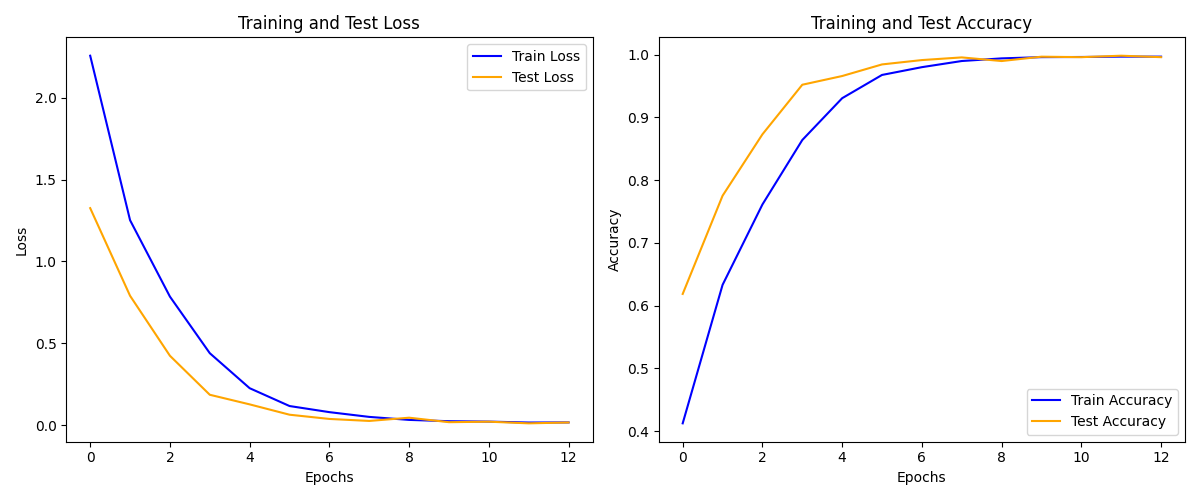 Training and Test Loss
Train Loss
Test Loss
2.0
1.5
1.0
0.5
0.0
Loss
0 2 4 6 8 10 12
Epochs
Training and Test Accuracy
1.0
0.9
0.8
0.7
0.6
0.5
0.4
Accuracy
Train Accuracy
Test Accuracy
0 2 4 6 8 10 12
Epochs